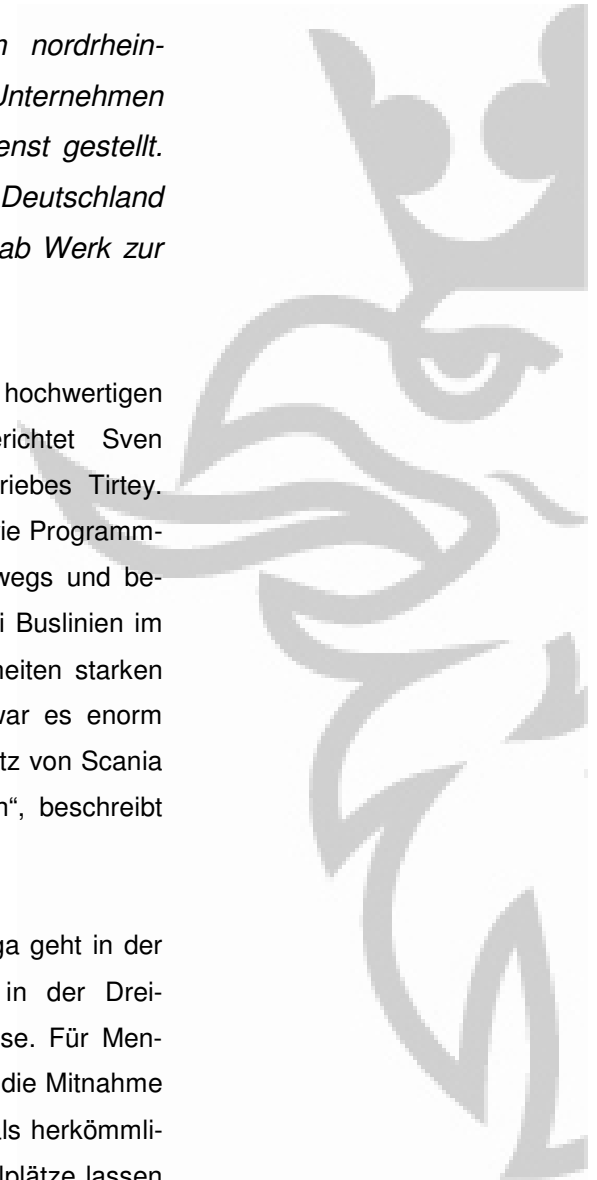 nordrhein-
Unternehmen
enst gestellt.
Deutschland
ab Werk zur
hochwertigen
erichtet Sven
riebes Tirtey.
ie Programm-
wegs und be-
i Buslinien im
heiten starken
war es enorm
tz von Scania
n“, beschreibt
ga geht in der
in der Drei-
se. Für Men-
die Mitnahme
als herkömmli-
lplätze lassen